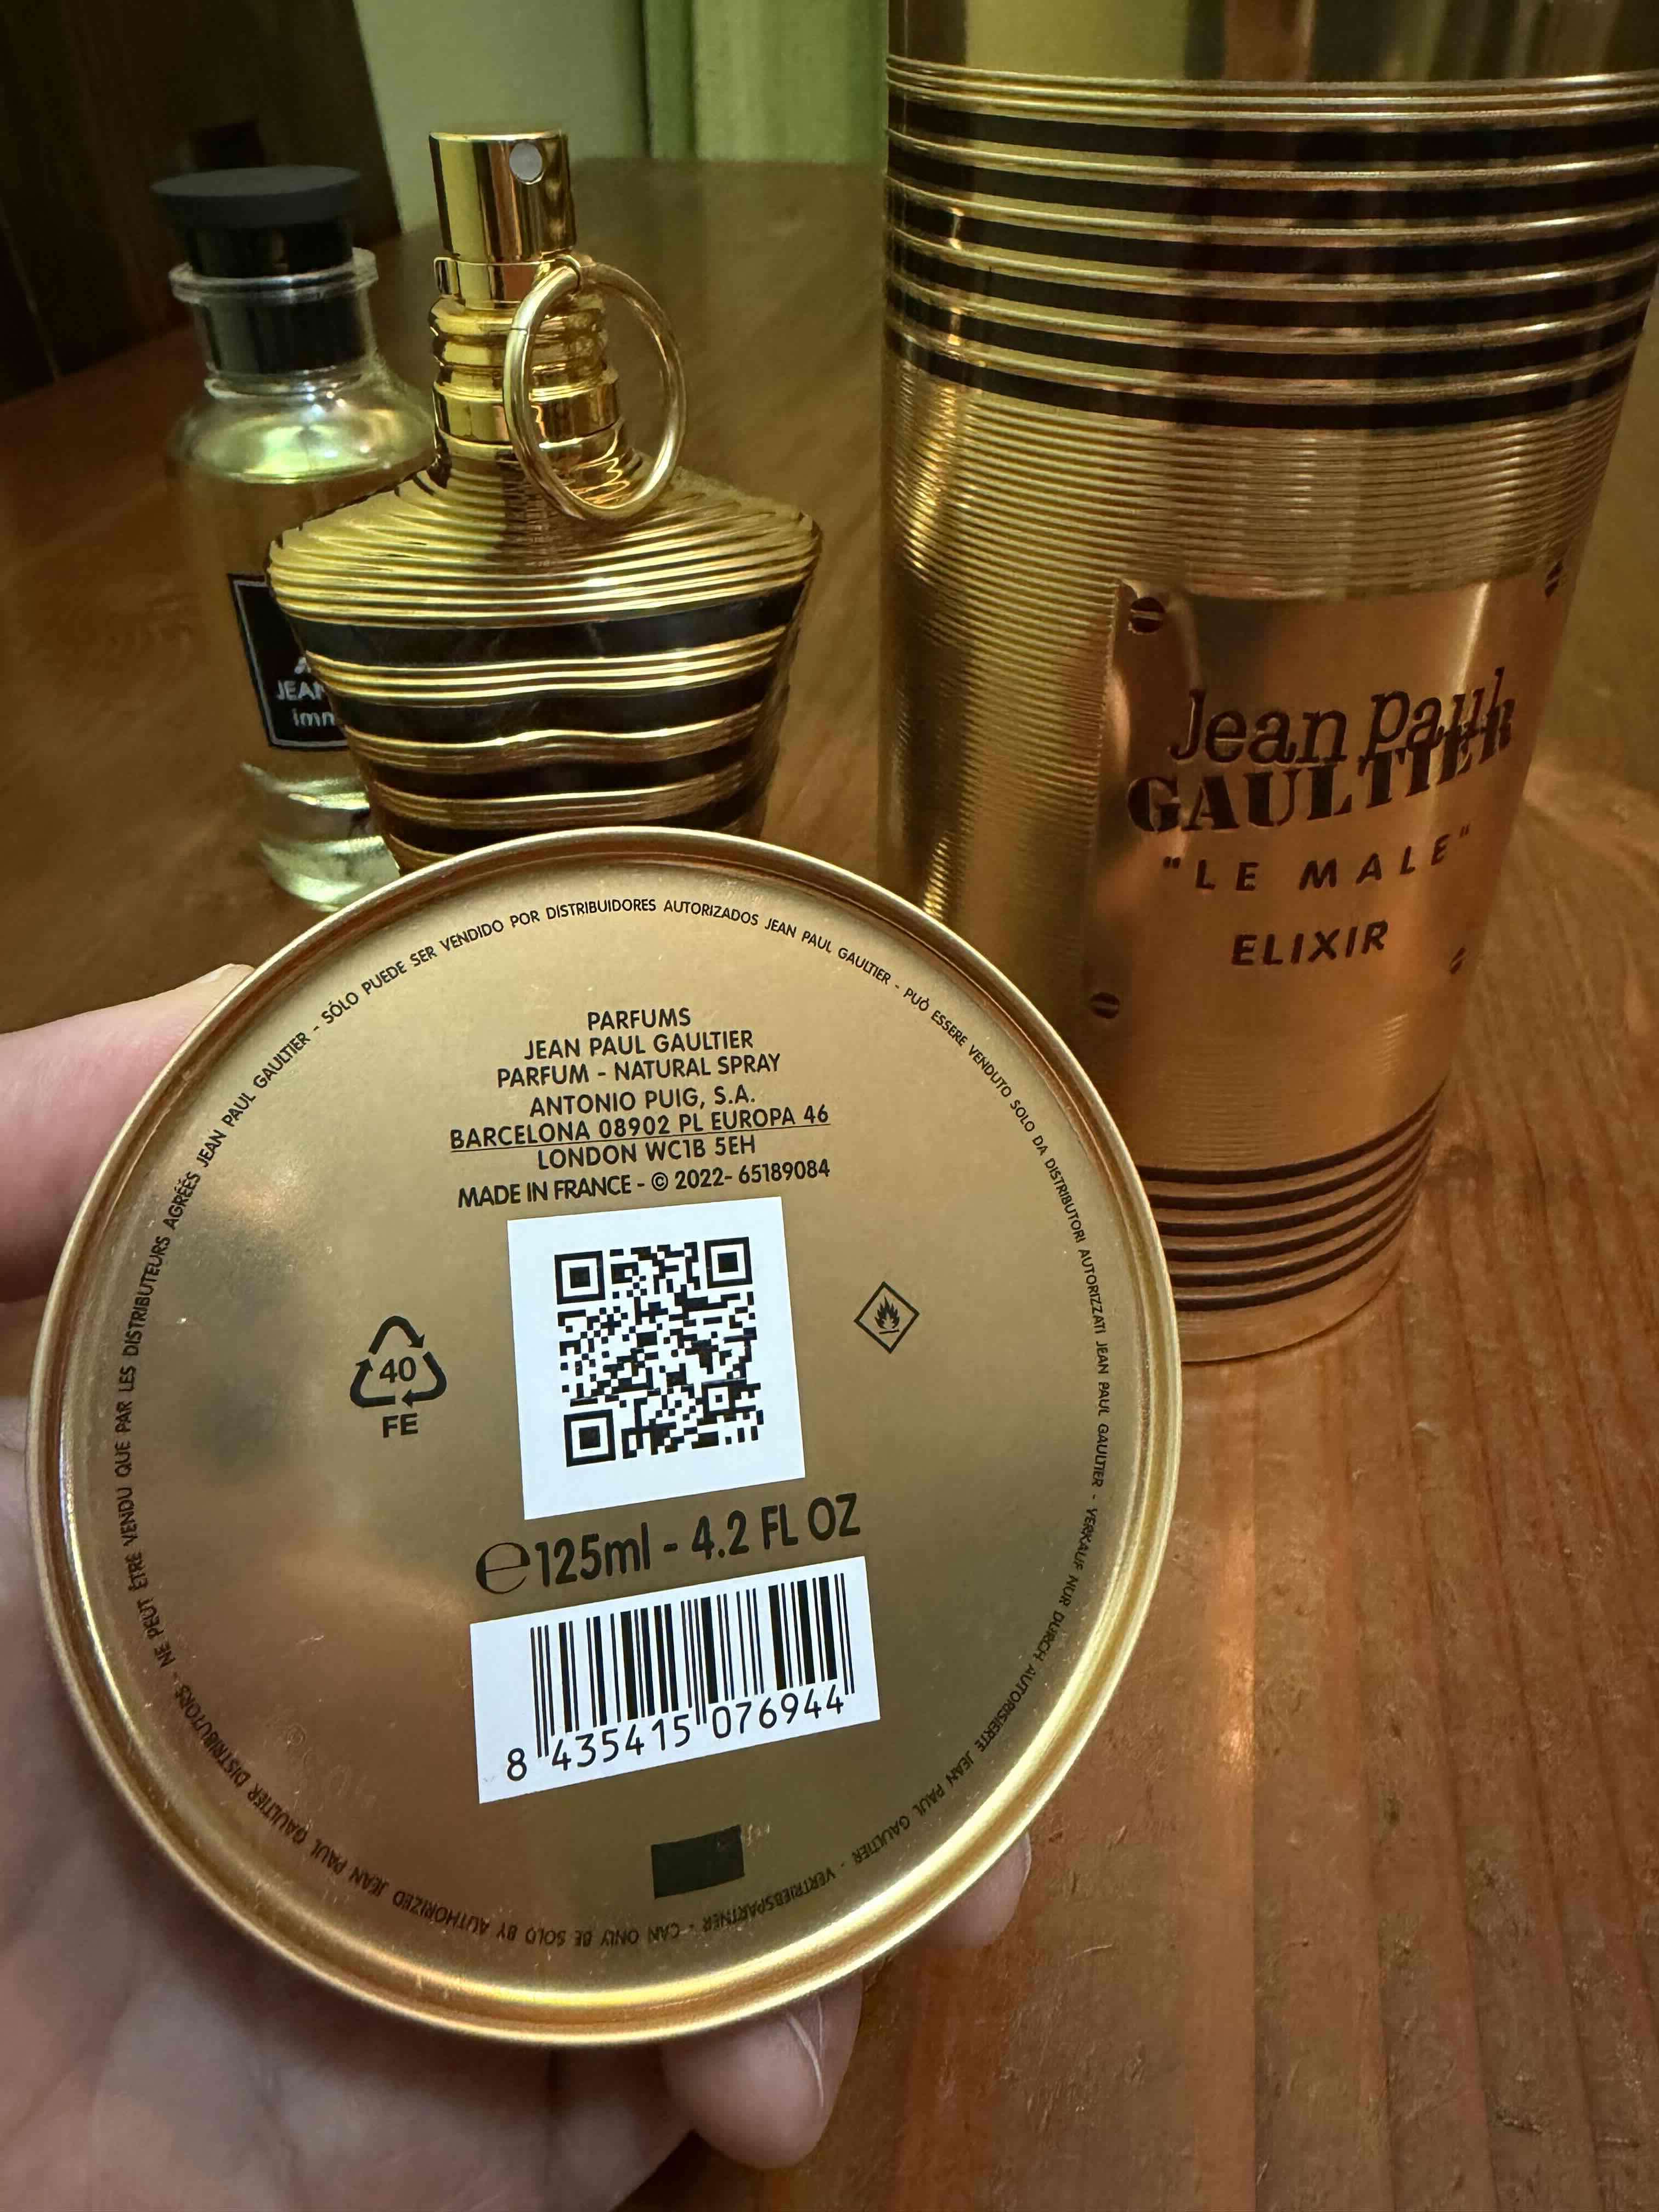 Jean Paul
GAULTIER
"LE MALE"
ELIXIR
JEAN
imm
NE PEUT ÊTRE VENDU QUE PAR LES DISTRIBUTEURS AGRÉÉS JEAN PAUL GAULTIER - SÓLO PUEDE SER VENDIDO POR DISTRIBUIDORES AUTORIZADOS JEAN PAUL GAULTIER - PUÒ ESSERE VENDUTO SOLO DA DISTRIBUTORI AUTORIZZATI JEAN PAUL GAULTIER - VERKAUF NUR DURCH AUTORISIERTE JEAN PAUL GAULTIER - VERTRIEBSPARTNER - CAN ONLY BE SOLD BY AUTHORIZED JEAN PAUL GAULTIER DISTRIBUTORS -
PARFUMS
JEAN PAUL GAULTIER
PARFUM - NATURAL SPRAY
ANTONIO PUIG, S.A.
BARCELONA 08902 PL EUROPA 46
LONDON WC1B 5EH
MADE IN FRANCE - © 2022- 65189084
40
FE
℮125ml - 4.2 FL OZ
8 435415 076944